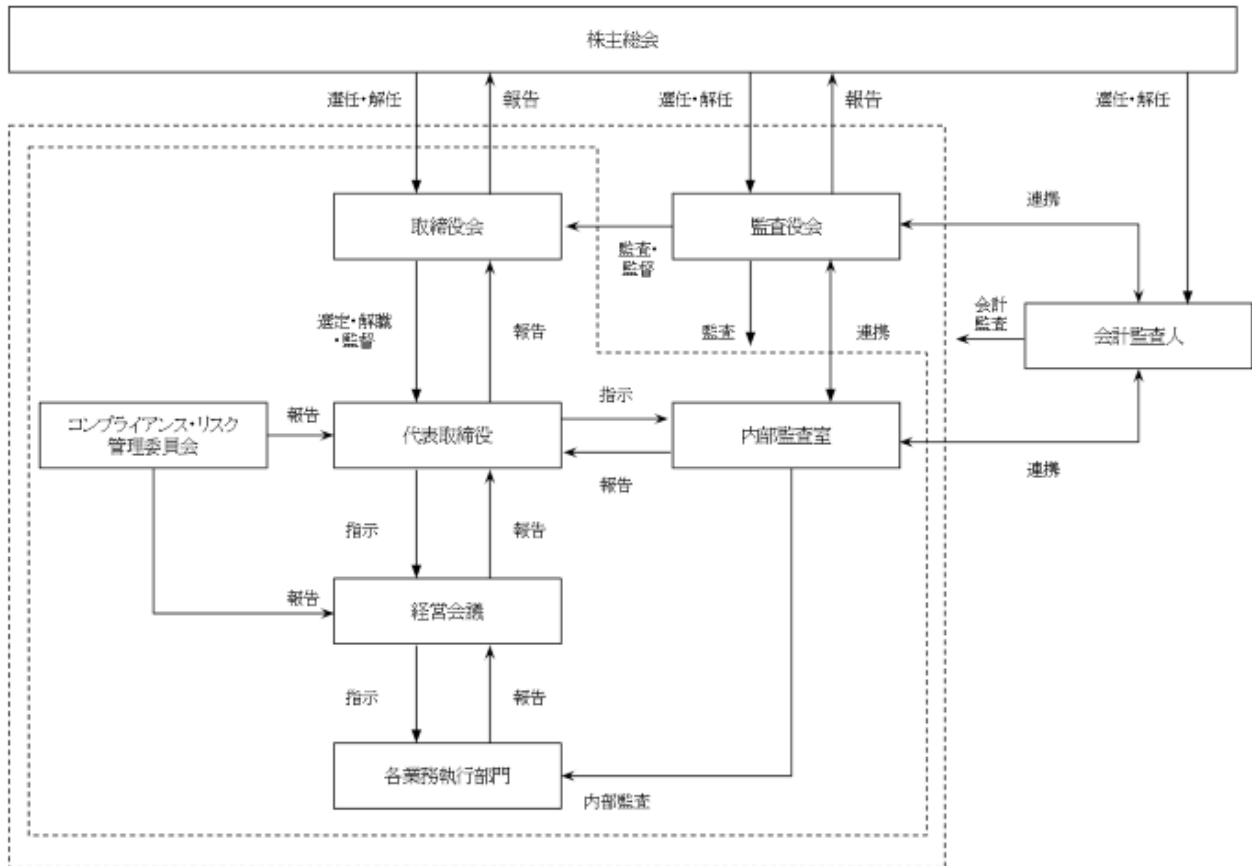 株主総会
選任・解任
報告
選任・解任
報告
選任・解任
取締役会
監査・
監督
監査役会
連携
選定・解職
・監督
報告
監査
連携
会計
監査
会計監査人
コンプライアンス・リスク
管理委員会
報告
代表取締役
指示
報告
内部監査室
連携
指示
報告
報告
経営会議
指示
報告
各業務執行部門
内部監査